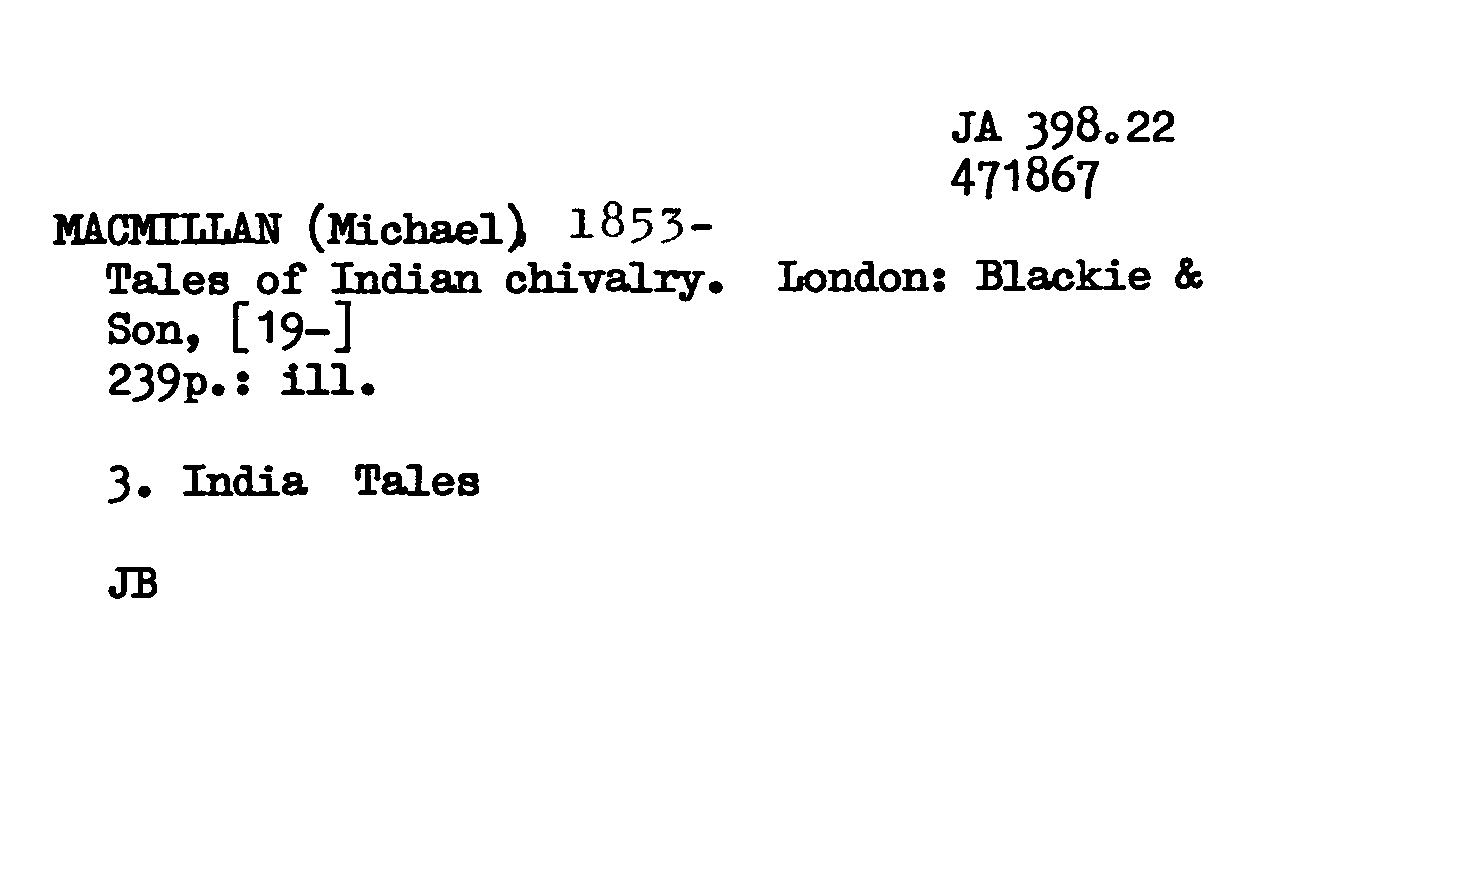 JA 398.22
471867
MACMILLAN (Michael) 1853-
Tales of Indian chivalry. London: Blackie &
Son, [19-]
239p.: ill.
3. India Tales
JB